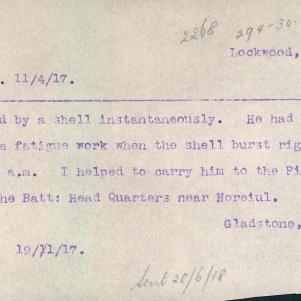 2268 294-30
Lockwood,
. 11/4/17.
d by a shell instantaneously. He had
e fatigue work when the shell burst rig
a.m. I helped to carry him to the Pi
he Batt: Head Quarters near Noreiul.
Gladstone,
19/11/17.
Sent 28/6/18